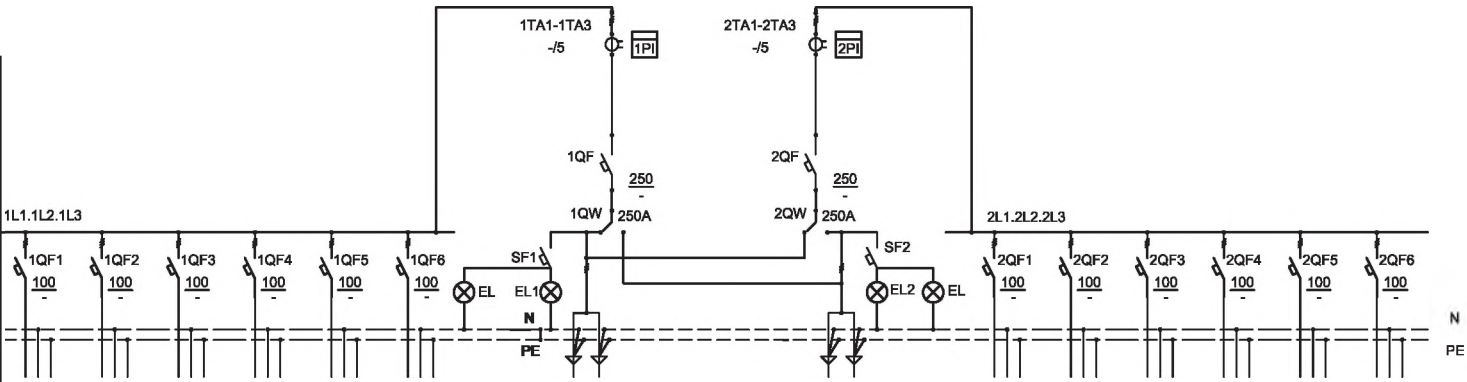 1TA1-1TA3
-/5
1PI
2TA1-2TA3
-/5
2PI
1QF
250
-
2QF
250
-
1L1.1L2.1L3
1QW
250A
2QW
250A
2L1.2L2.2L3
1QF1
100
-
1QF2
100
-
1QF3
100
-
1QF4
100
-
1QF5
100
-
1QF6
100
-
SF1
EL
EL1
SF2
EL2
EL
2QF1
100
-
2QF2
100
-
2QF3
100
-
2QF4
100
-
2QF5
100
-
2QF6
100
-
N
PE
N
PE